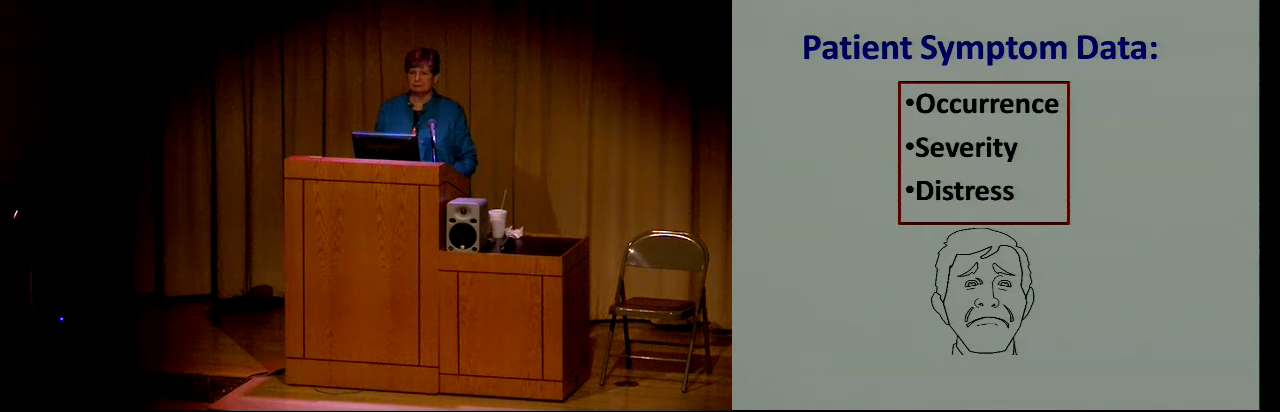 Patient Symptom Data:
•Occurrence
•Severity
•Distress